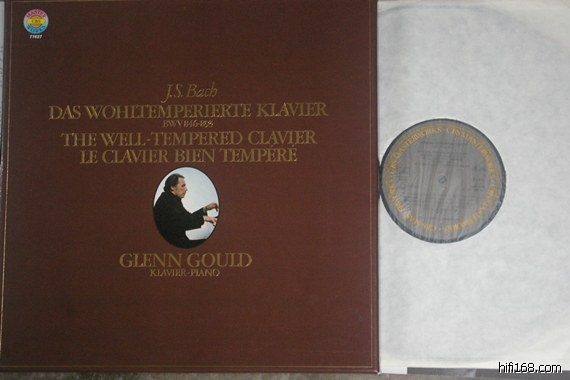 77427
J.S. Bach
DAS WOHLTEMPERIERTE KLAVIER
BWV 846-893
THE WELL-TEMPERED CLAVIER
LE CLAVIER BIEN TEMPÉRÉ
GLENN GOULD
KLAVIER·PIANO
hifi168.com